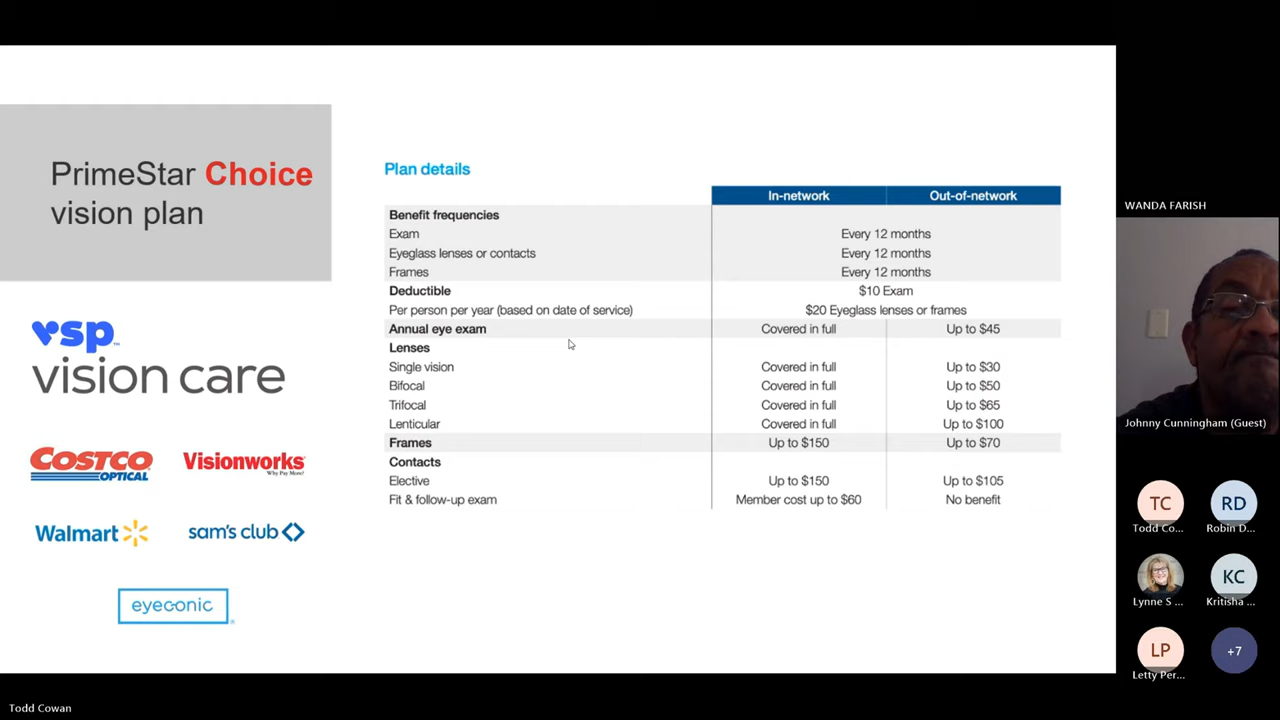 PrimeStar Choice
vision plan
vsp™
vision care
COSTCO
OPTICAL
Visionworks
Why Pay More?
Walmart
sam's club
eyeconic
Plan details
In-network Out-of-network
Benefit frequencies
Exam Every 12 months
Eyeglass lenses or contacts Every 12 months
Frames Every 12 months
Deductible $10 Exam
Per person per year (based on date of service) $20 Eyeglass lenses or frames
Annual eye exam Covered in full Up to $45
Lenses
Single vision Covered in full Up to $30
Bifocal Covered in full Up to $50
Trifocal Covered in full Up to $65
Lenticular Covered in full Up to $100
Frames Up to $150 Up to $70
Contacts
Elective Up to $150 Up to $105
Fit & follow-up exam Member cost up to $60 No benefit
WANDA FARISH
Johnny Cunningham (Guest)
TC
Todd Co...
RD
Robin D...
Lynne S ...
KC
Kritisha ...
LP
Letty Per...
+7
Todd Cowan